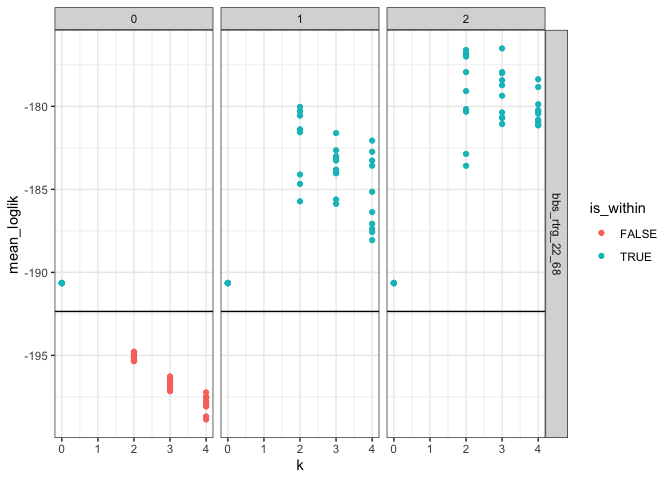 0 1 2
mean_loglik
-180
-185
-190
-195
bbs_rtrg_22_68
is_within
FALSE
TRUE
0 1 2 3 4 0 1 2 3 4 0 1 2 3 4
k